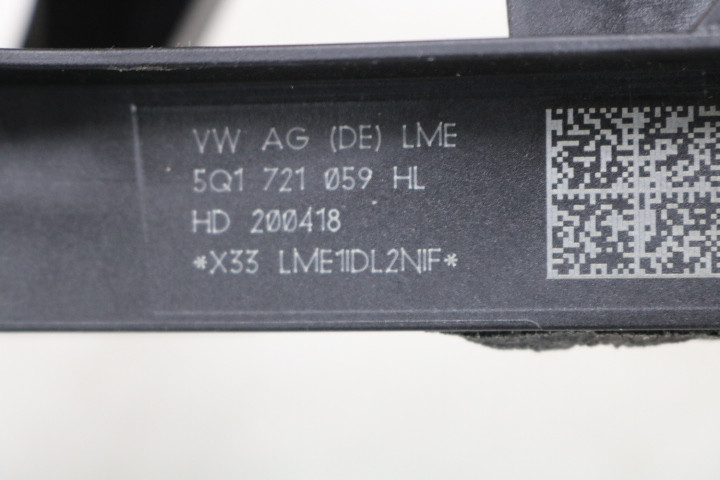 VW AG (DE) LME
5Q1 721 059 HL
HD 200418
*X33 LME1IDL2NIF*